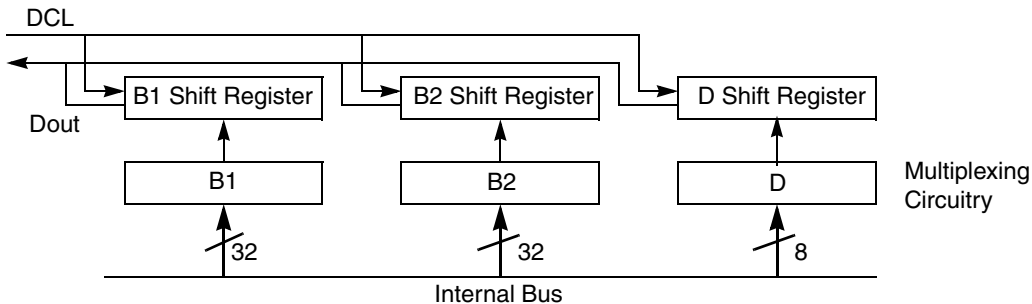 DCL
B1 Shift Register
B2 Shift Register
D Shift Register
Dout
B1
B2
D
Multiplexing
Circuitry
32
32
8
Internal Bus